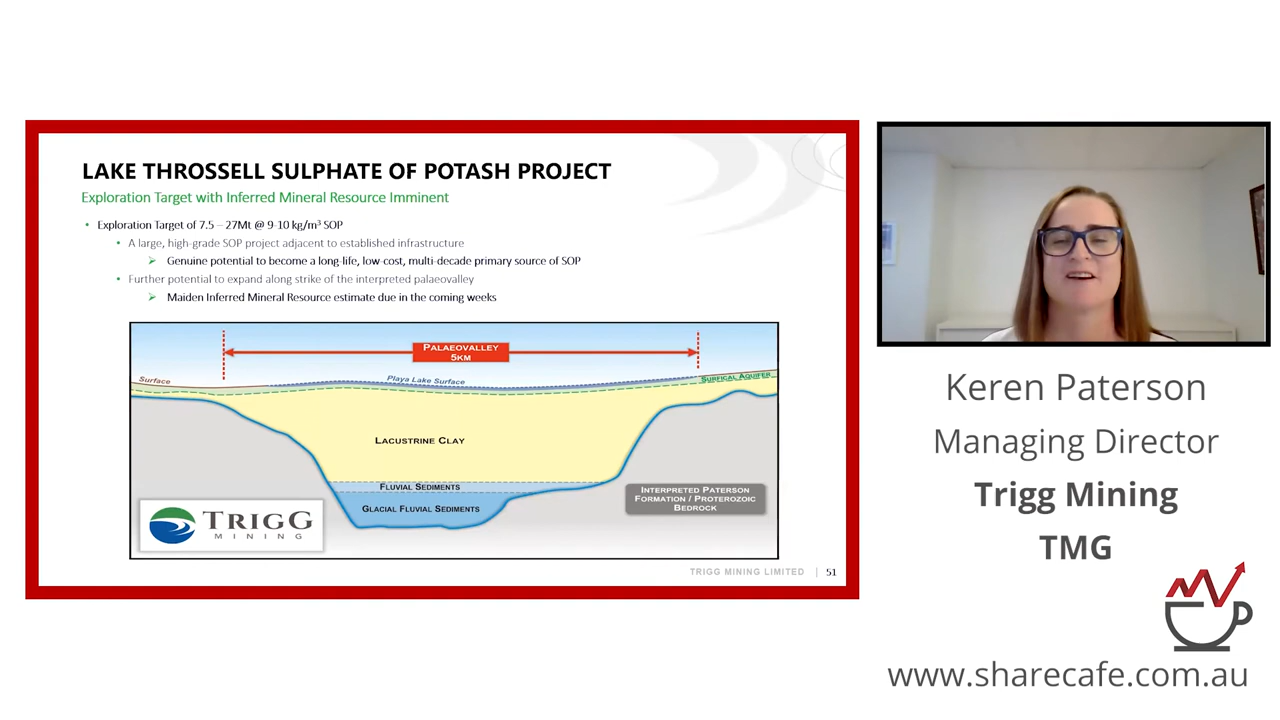 LAKE THROSSELL SULPHATE OF POTASH PROJECT
Exploration Target with Inferred Mineral Resource Imminent
• Exploration Target of 7.5 – 27Mt @ 9-10 kg/m³ SOP
• A large, high-grade SOP project adjacent to established infrastructure
➢ Genuine potential to become a long-life, low-cost, multi-decade primary source of SOP
• Further potential to expand along strike of the interpreted palaeovalley
➢ Maiden Inferred Mineral Resource estimate due in the coming weeks
PALAEOVALLEY
5KM
Surface
Playa Lake Surface
SURFICAL AQUIFER
LACUSTRINE CLAY
FLUVIAL SEDIMENTS
GLACIAL FLUVIAL SEDIMENTS
INTERPRETED PATERSON
FORMATION / PROTEROZOIC
BEDROCK
TRIGG
MINING
TRIGG MINING LIMITED | 51
Keren Paterson
Managing Director
Trigg Mining
TMG
www.sharecafe.com.au